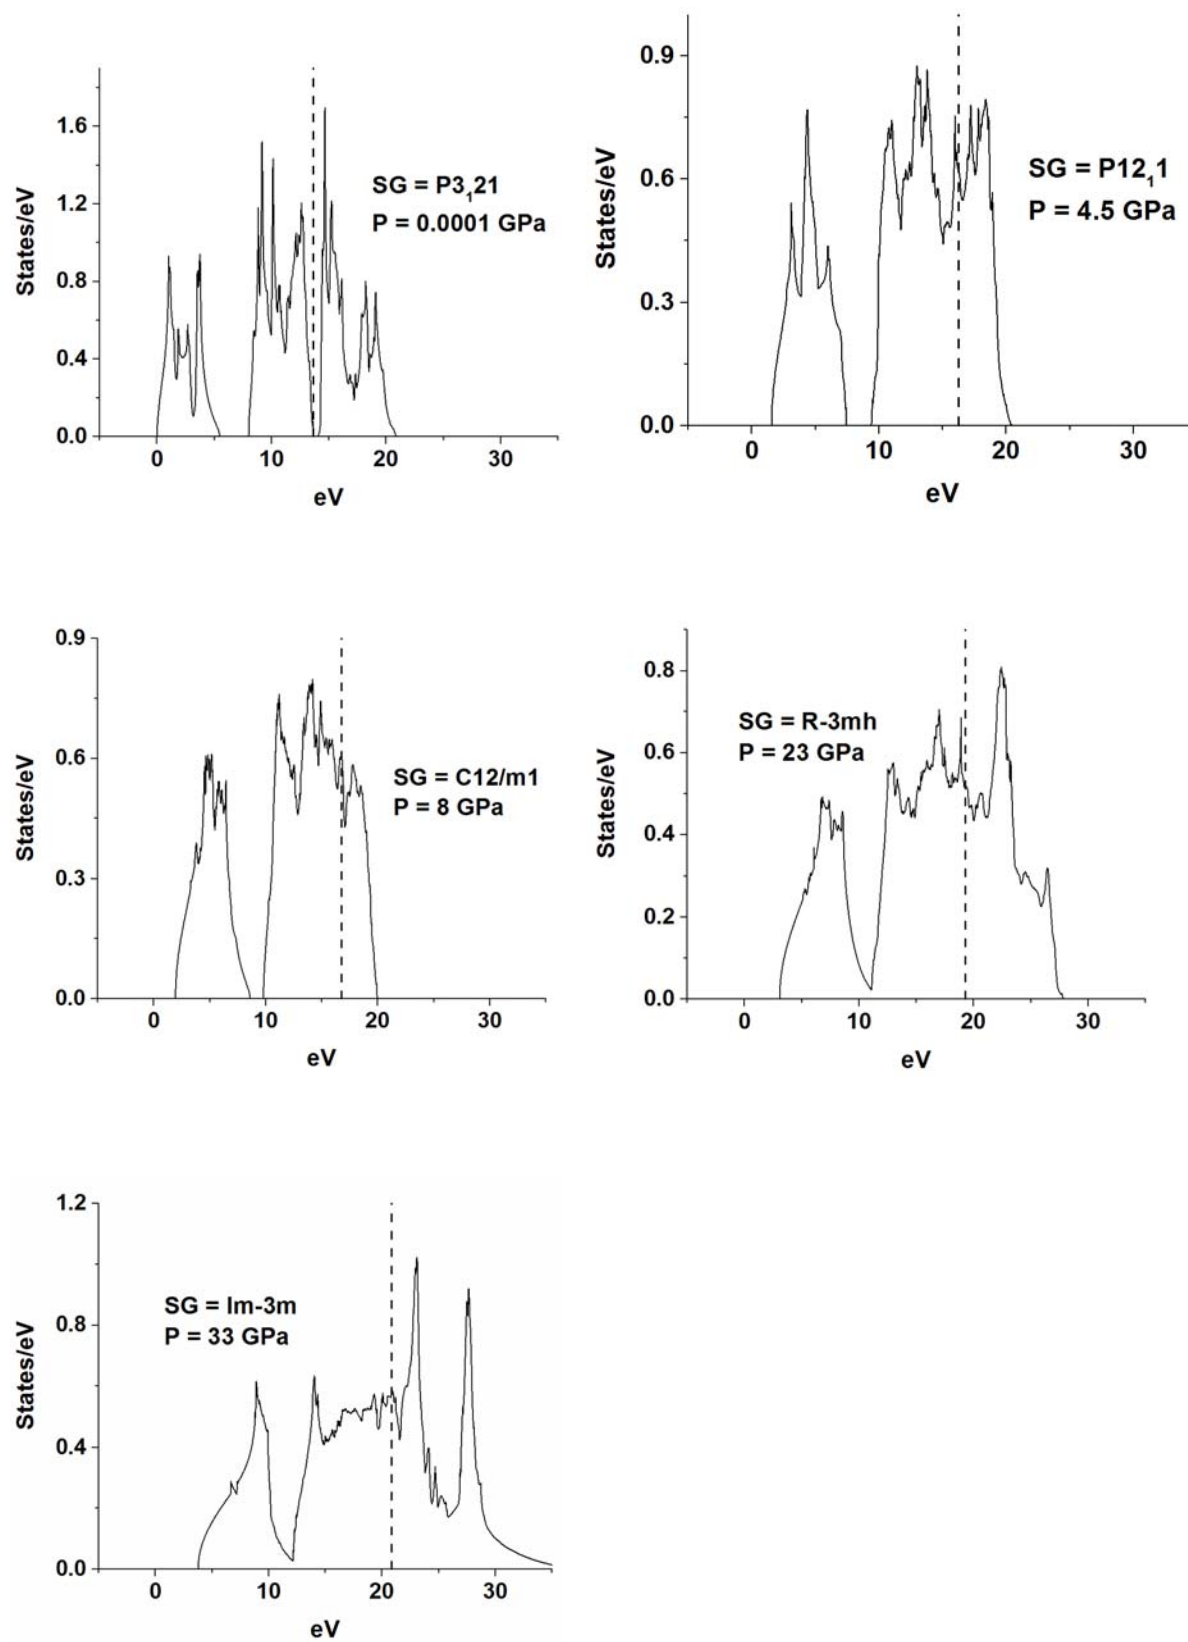 1.6
1.2
0.8
0.4
0.0
0
10
20
30
States/eV
eV
SG = P3₁21
P = 0.0001 GPa
0.9
0.6
0.3
0.0
0
10
20
30
States/eV
eV
SG = P12₁1
P = 4.5 GPa
0.9
0.6
0.3
0.0
0
10
20
30
States/eV
eV
SG = C12/m1
P = 8 GPa
0.8
0.6
0.4
0.2
0.0
0
10
20
30
States/eV
eV
SG = R-3mh
P = 23 GPa
1.2
0.8
0.4
0.0
0
10
20
30
States/eV
eV
SG = Im-3m
P = 33 GPa